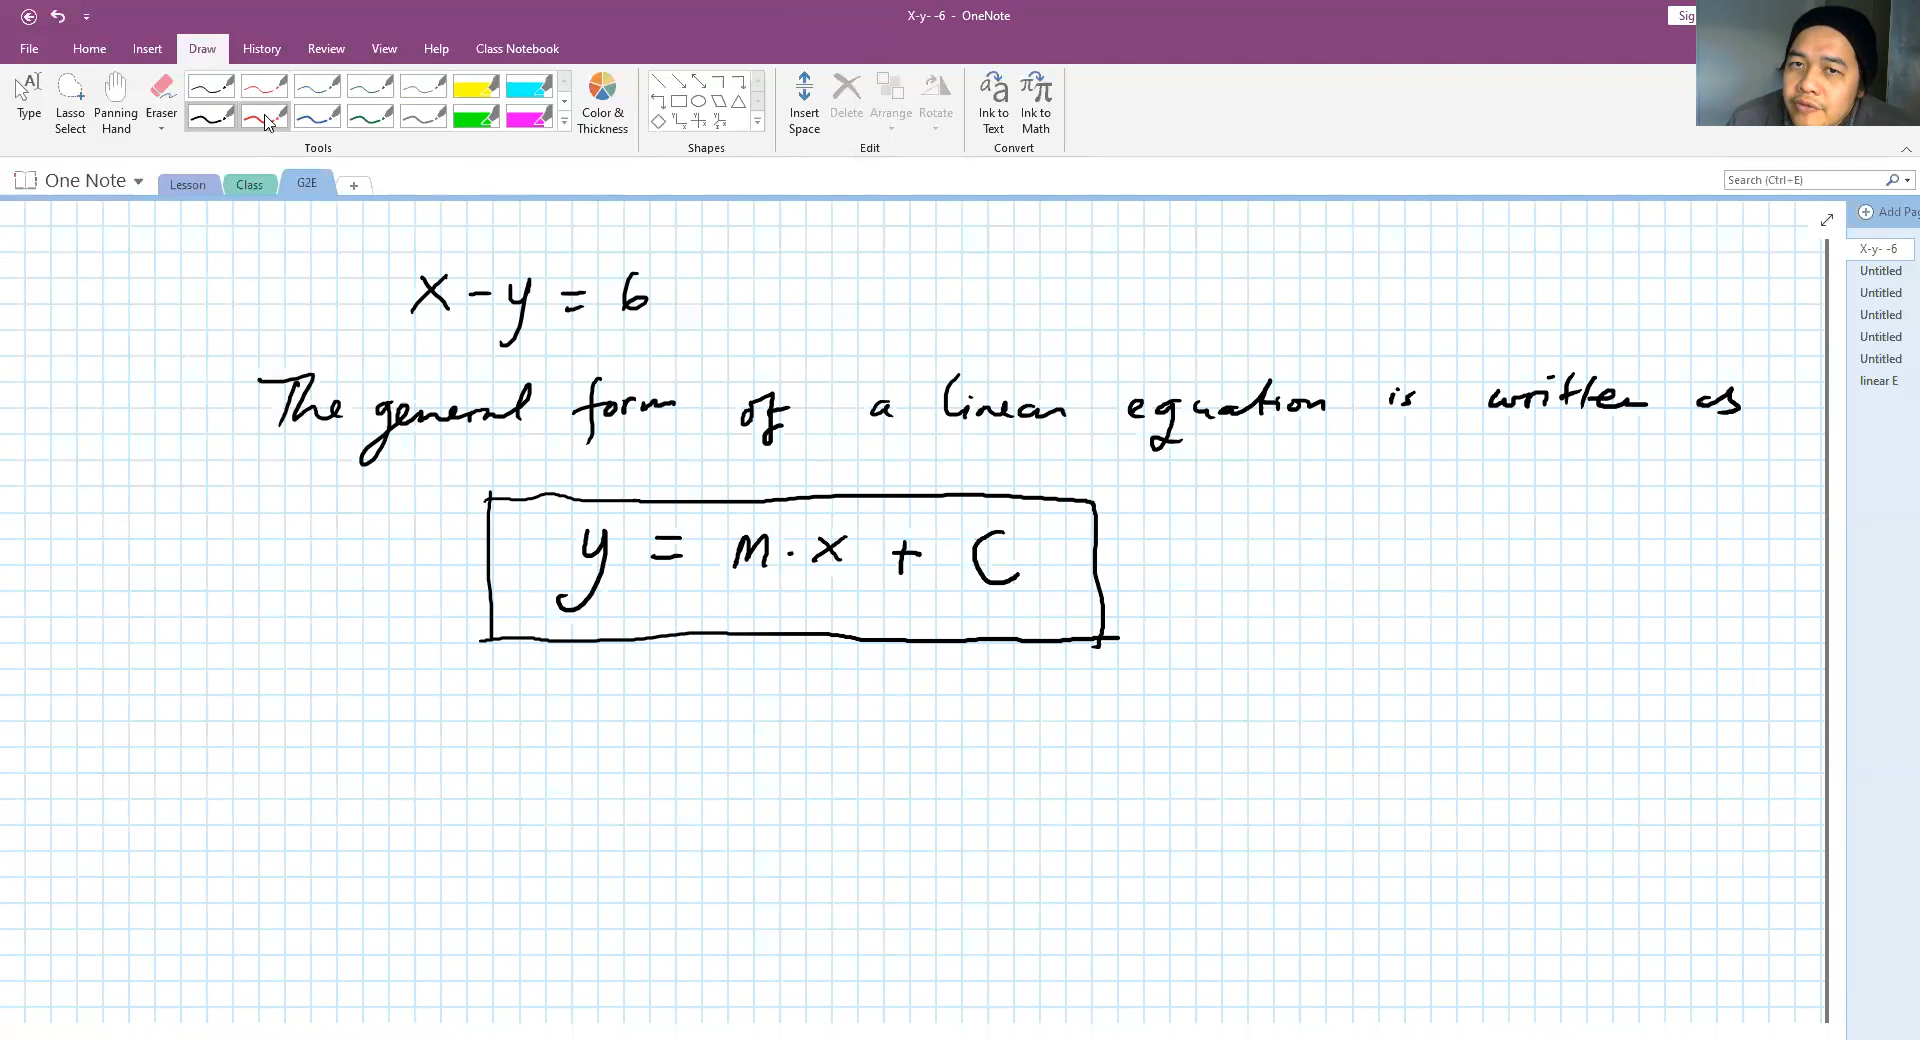 X-y- -6 - OneNote
Sig
File Home Insert Draw History Review View Help Class Notebook
Type
Lasso Select
Panning Hand
Eraser
Color & Thickness
Insert Space
Delete
Arrange
Rotate
Ink to Text
Ink to Math
Tools
Shapes
Edit
Convert
One Note
Lesson
Class
G2E
Search (Ctrl+E)
Add Pag
X-y- -6
Untitled
Untitled
Untitled
Untitled
Untitled
linear E
x - y = 6
The general form of a linear equation is written as
y = m · x + C